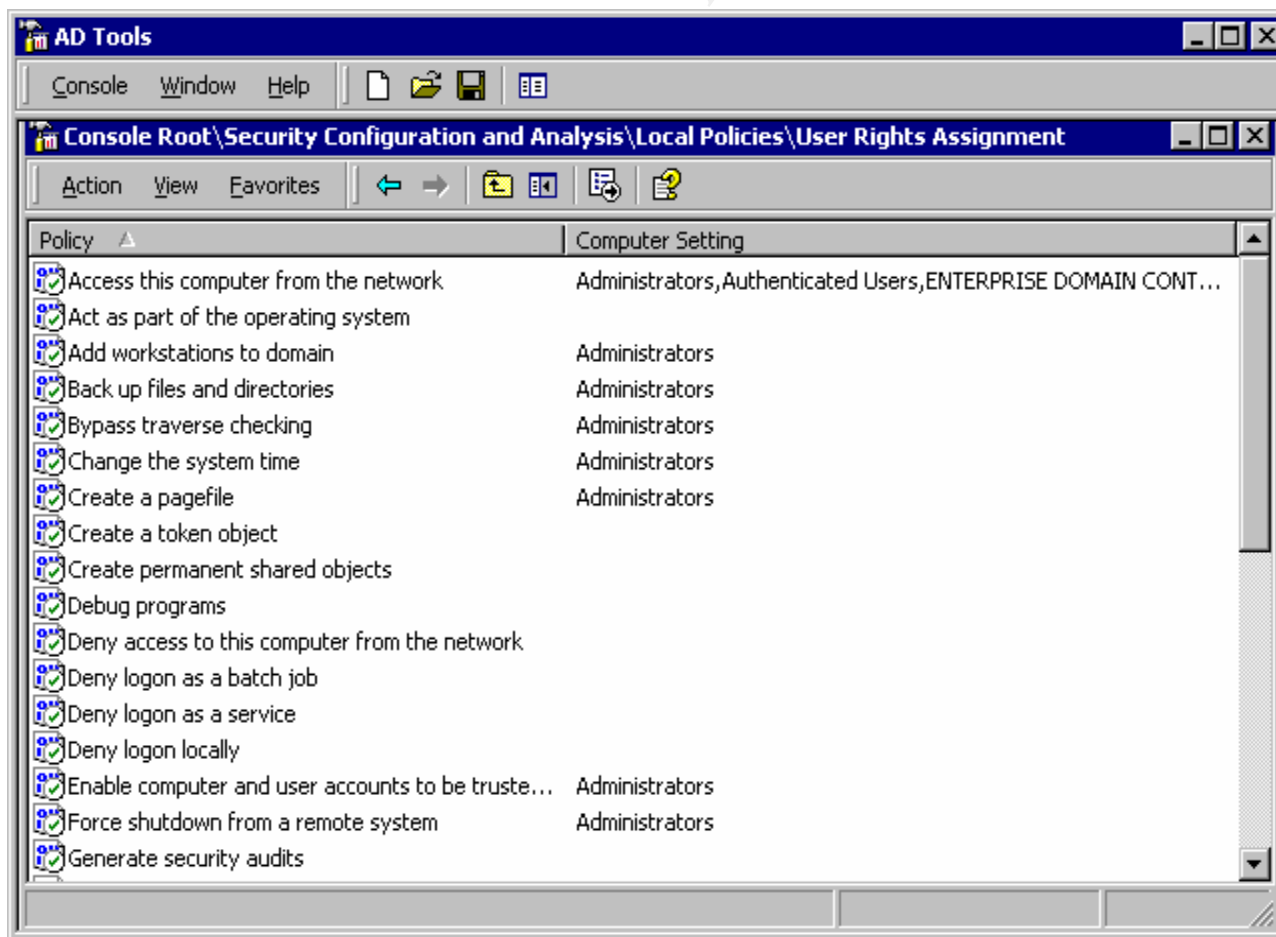 AD Tools
Console Window Help
Console Root\Security Configuration and Analysis\Local Policies\User Rights Assignment
Action View Favorites
Policy Computer Setting
Access this computer from the network Administrators,Authenticated Users,ENTERPRISE DOMAIN CONT...
Act as part of the operating system
Add workstations to domain Administrators
Back up files and directories Administrators
Bypass traverse checking Administrators
Change the system time Administrators
Create a pagefile Administrators
Create a token object
Create permanent shared objects
Debug programs
Deny access to this computer from the network
Deny logon as a batch job
Deny logon as a service
Deny logon locally
Enable computer and user accounts to be truste... Administrators
Force shutdown from a remote system Administrators
Generate security audits